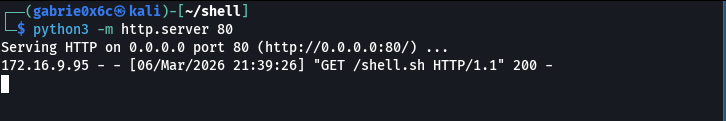 ┌──(gabrie0x6c㉿kali)-[~/shell]
└─$ python3 -m http.server 80
Serving HTTP on 0.0.0.0 port 80 (http://0.0.0.0:80/) ...
172.16.9.95 - - [06/Mar/2026 21:39:26] "GET /shell.sh HTTP/1.1" 200 -